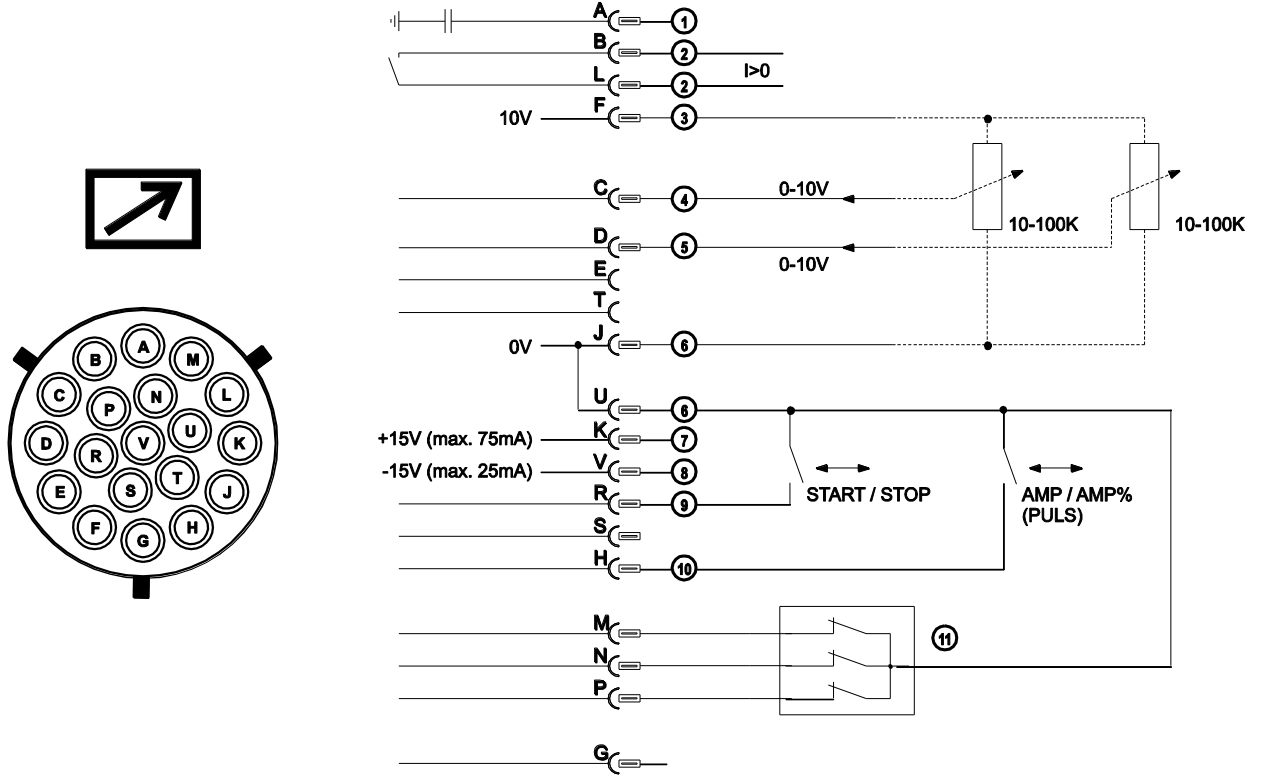 A 1
B 2
I>0
L 2
10V F 3
C 4 0-10V
10-100K 10-100K
D 5
0-10V
E
T
0V J 6
U 6
+15V (max. 75mA) K 7
-15V (max. 25mA) V 8
R 9
START / STOP
AMP / AMP%
(PULS)
S
H 10
M
11
N
P
G
A
B M
C N L
P
U
D V K
R
S T
E J
F H
G